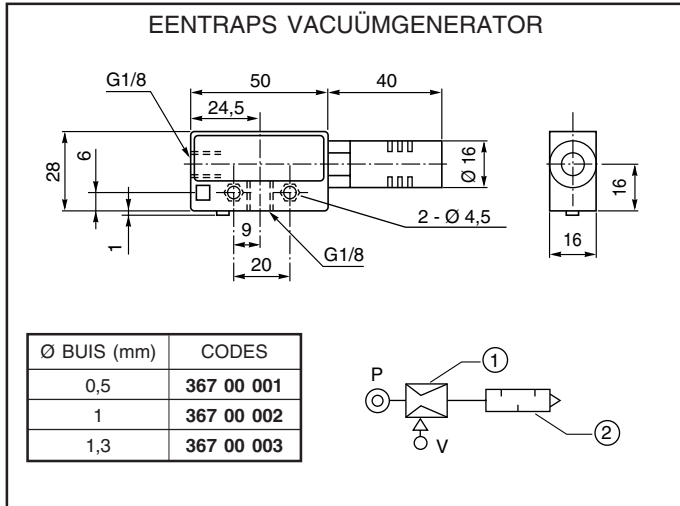 EENTRAPS VACUÜMGENERATOR
G1/8
50
40
24,5
28
6
1
Ø 16
16
16
2 - Ø 4,5
9
G1/8
20
Ø BUIS (mm) CODES
0,5 367 00 001
1 367 00 002
1,3 367 00 003
P
1
V
2